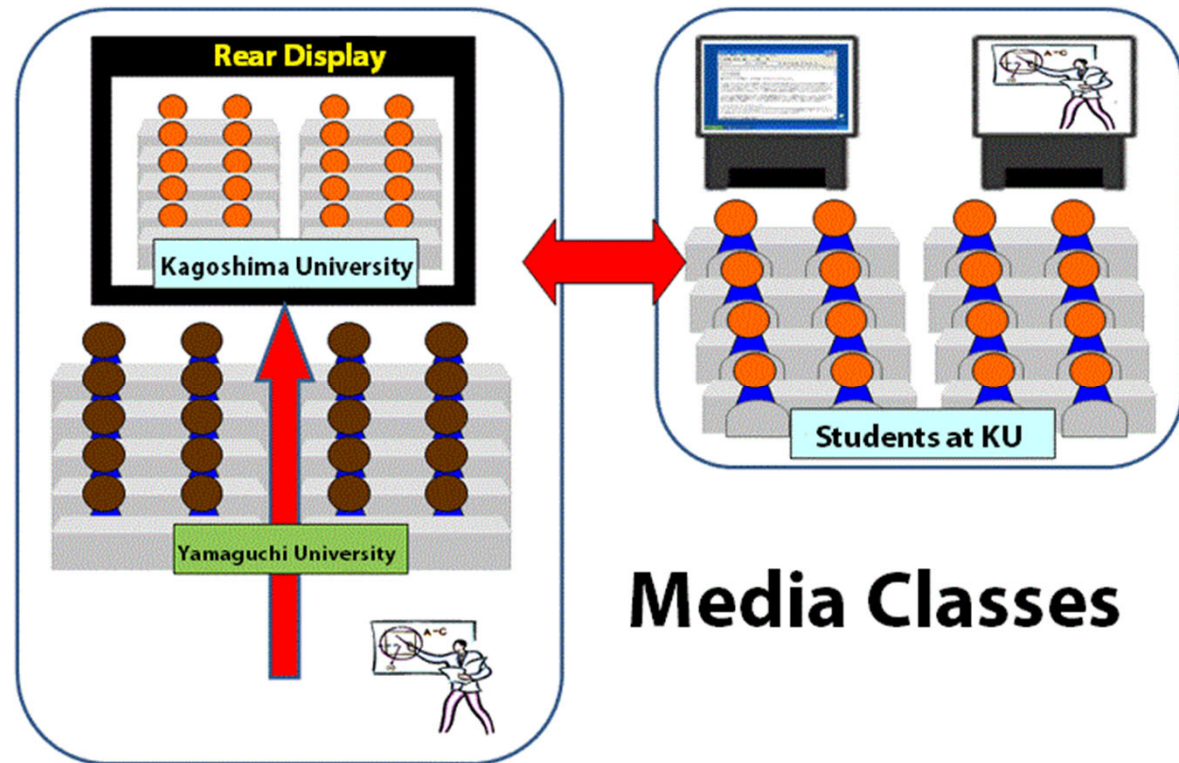 Rear Display
Kagoshima University
Yamaguchi University
A-C
A-C
Students at KU
Media Classes